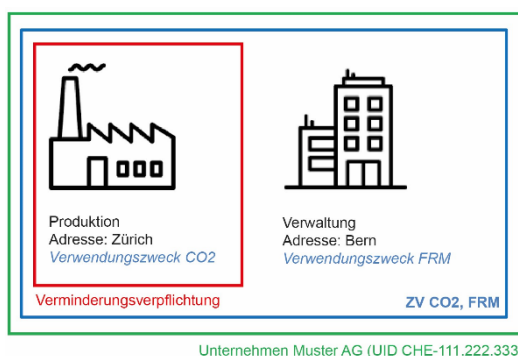 Produktion
Adresse: Zürich
Verwendungszweck CO2
Verwaltung
Adresse: Bern
Verwendungszweck FRM
Verminderungsverpflichtung
ZV CO2, FRM
Unternehmen Muster AG (UID CHE-111.222.333